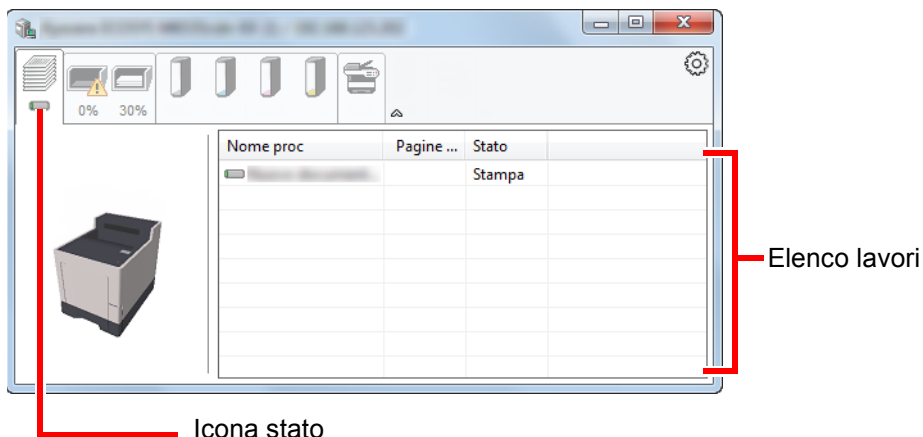 0% 30%
Nome proc Pagine ... Stato
Stampa
Elenco lavori
Icona stato